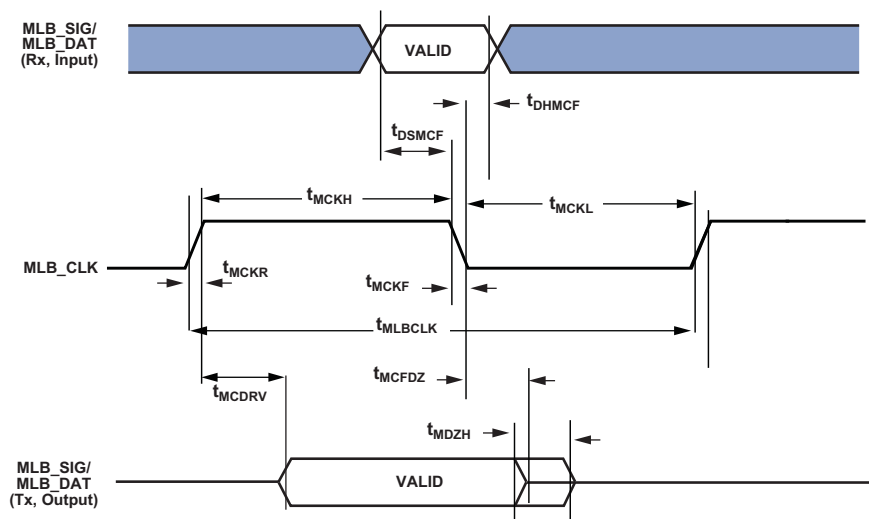 MLB_SIG/
MLB_DAT
(Rx, Input)
VALID
tDHMCF
tDSMCF
tMCKH
tMCKL
MLB_CLK
tMCKR
tMCKF
tMLBCLK
tMCDRV
tMCFDZ
tMDZH
MLB_SIG/
MLB_DAT
(Tx, Output)
VALID